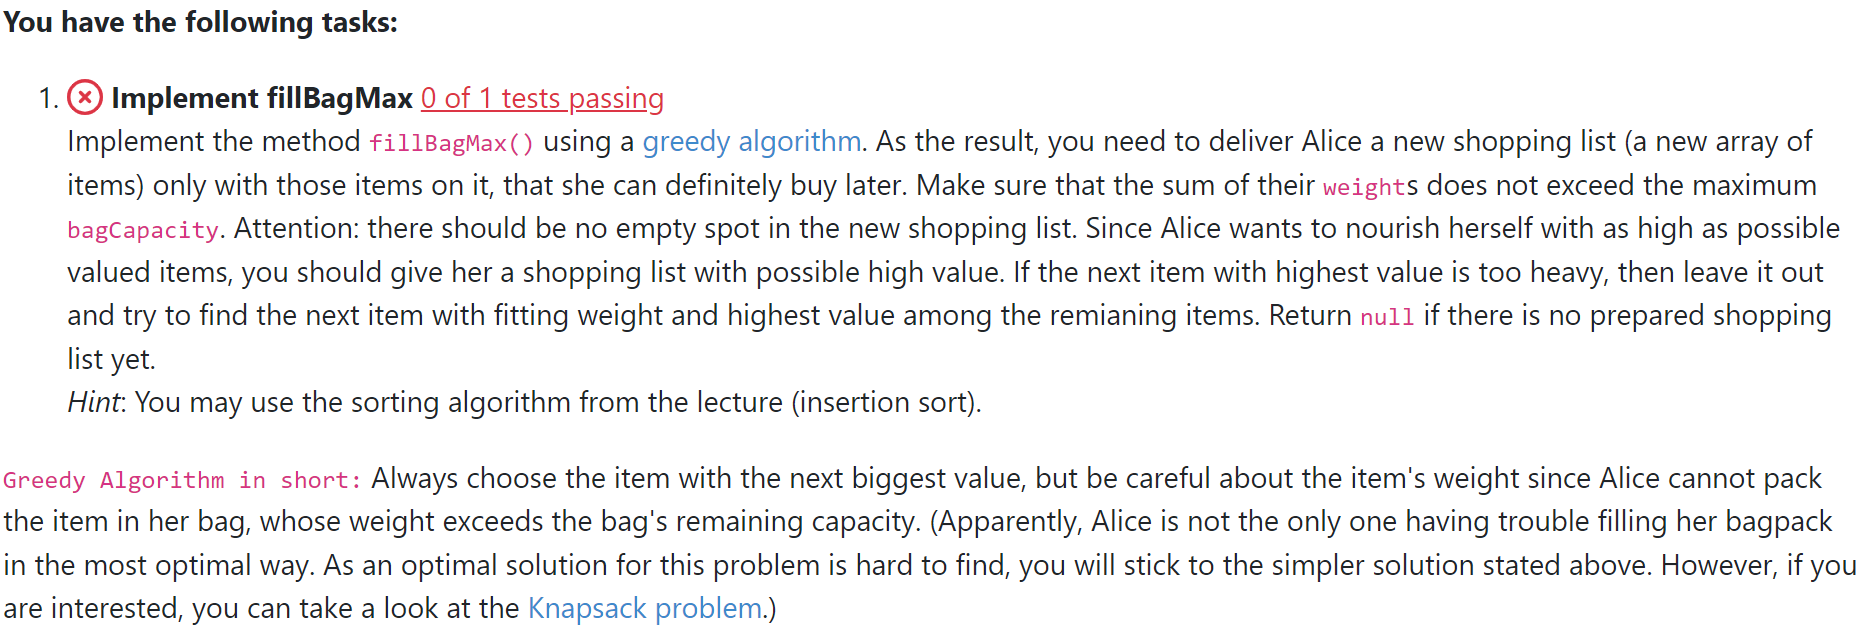 You have the following tasks:
1. Implement fillBagMax 0 of 1 tests passing
Implement the method fillBagMax() using a greedy algorithm. As the result, you need to deliver Alice a new shopping list (a new array of
items) only with those items on it, that she can definitely buy later. Make sure that the sum of their weights does not exceed the maximum
bagCapacity. Attention: there should be no empty spot in the new shopping list. Since Alice wants to nourish herself with as high as possible
valued items, you should give her a shopping list with possible high value. If the next item with highest value is too heavy, then leave it out
and try to find the next item with fitting weight and highest value among the remianing items. Return null if there is no prepared shopping
list yet.
Hint: You may use the sorting algorithm from the lecture (insertion sort).
Greedy Algorithm in short: Always choose the item with the next biggest value, but be careful about the item's weight since Alice cannot pack
the item in her bag, whose weight exceeds the bag's remaining capacity. (Apparently, Alice is not the only one having trouble filling her bagpack
in the most optimal way. As an optimal solution for this problem is hard to find, you will stick to the simpler solution stated above. However, if you
are interested, you can take a look at the Knapsack problem.)